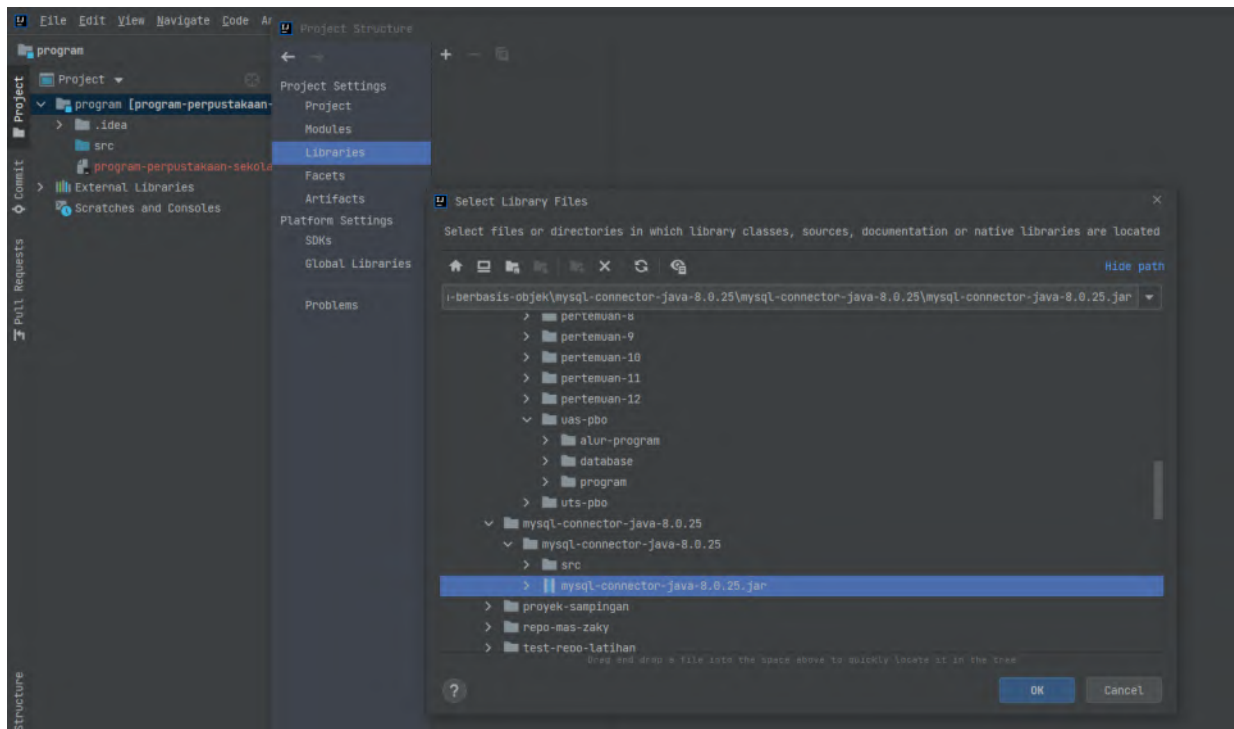 File Edit View Navigate Code
program
Project
program [program-perpustakaan-
.idea
src
program-perpustakaan-sekola
External Libraries
Scratches and Consoles
Project
Commit
Pull Requests
Structure
Project Structure
Project Settings
Project
Modules
Libraries
Facets
Artifacts
Platform Settings
SDKs
Global Libraries
Problems
Select Library Files
Select files or directories in which library classes, sources, documentation or native libraries are located
Hide path
-berbasis-objek\mysql-connector-java-8.0.25\mysql-connector-java-8.0.25\mysql-connector-java-8.0.25.jar
pertemuan-8
pertemuan-9
pertemuan-10
pertemuan-11
pertemuan-12
uas-pbo
alur-program
database
program
uts-pbo
mysql-connector-java-8.0.25
mysql-connector-java-8.0.25
src
mysql-connector-java-8.0.25.jar
proyek-sampingan
repo-mas-zaky
test-repo-latihan
Drag and drop a file into the space above to quickly locate it in the tree
?
OK
Cancel